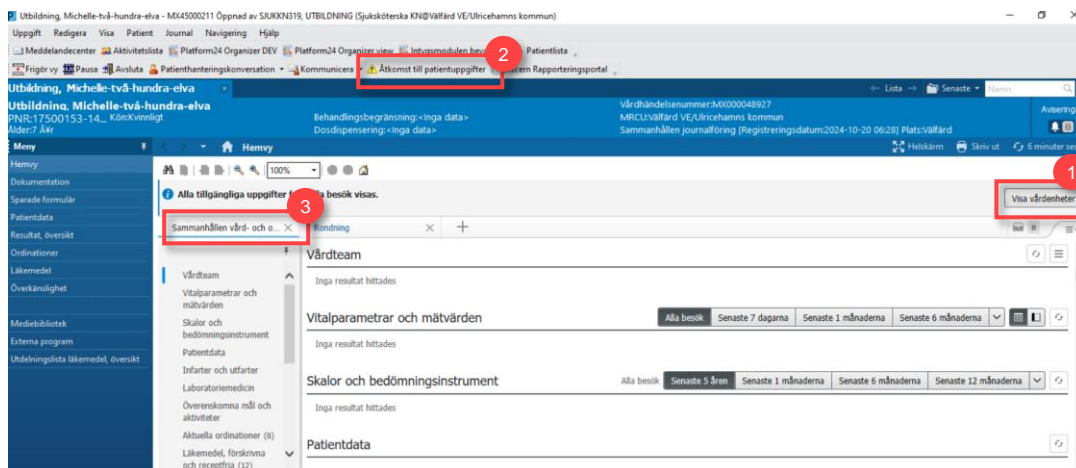 Utbildning, Michelle-två-hundra-elva - MX45000211 Öppnad av SJUKKN319, UTBILDNING (Sjuksköterska KN@Välfärd VE/Ulricehamns kommun)
Uppgift Redigera Visa Patient Journal Navigering Hjälp
Meddelandecenter Aktivitetslista Platform24 Organizer DEV Platform24 Organizer view Intygsmodulen bev Patientlista
Frigör vy Pausa Avsluta Patienthanteringskonversation Kommunicera Åtkomst till patientuppgifter Rapporteringsportal
2
Utbildning, Michelle-två-hundra-elva × Lista Senaste Namn
Utbildning, Michelle-två-hundra-elva Vårdhändelsenummer:MX000048927
PNR:17500153-14... Kön:Kvinnligt Behandlingsbegränsning:<Inga data> MRCU:Välfärd VE/Ulricehamns kommun Avisering
Ålder:7 Ã¥r Dosdispensering:<Inga data> Sammanhållen journalföring [Registreringsdatum:2024-10-20 06:28] Plats:Välfärd 0
Meny Hemvy Helskärm Skriv ut 6 minuter sen
Hemvy
Dokumentation
Sparade formulär
Patientdata
Resultat, översikt
Ordinationer
Läkemedel
Överkänslighet
Mediebibliotek
Externa program
Utdelningslista läkemedel, översikt
100%
1
Alla tillgängliga uppgifter f lla besök visas. Visa vårdenheter
3
Sammanhållen vård- och o... × Rondning × + 0
Vårdteam
Vitalparametrar och
mätvärden
Skalor och
bedömningsinstrument
Patientdata
Infarter och utfarter
Laboratoriemedicin
Överenskomna mål och
aktiviteter
Aktuella ordinationer (0)
Läkemedel, förskrivna
och receptfria (12)
Vårdteam
Inga resultat hittades
Vitalparametrar och mätvärden Alla besök Senaste 7 dagarna Senaste 1 månaderna Senaste 6 månaderna
Inga resultat hittades
Skalor och bedömningsinstrument Alla besök Senaste 5 åren Senaste 1 månaderna Senaste 6 månaderna Senaste 12 månaderna
Inga resultat hittades
Patientdata